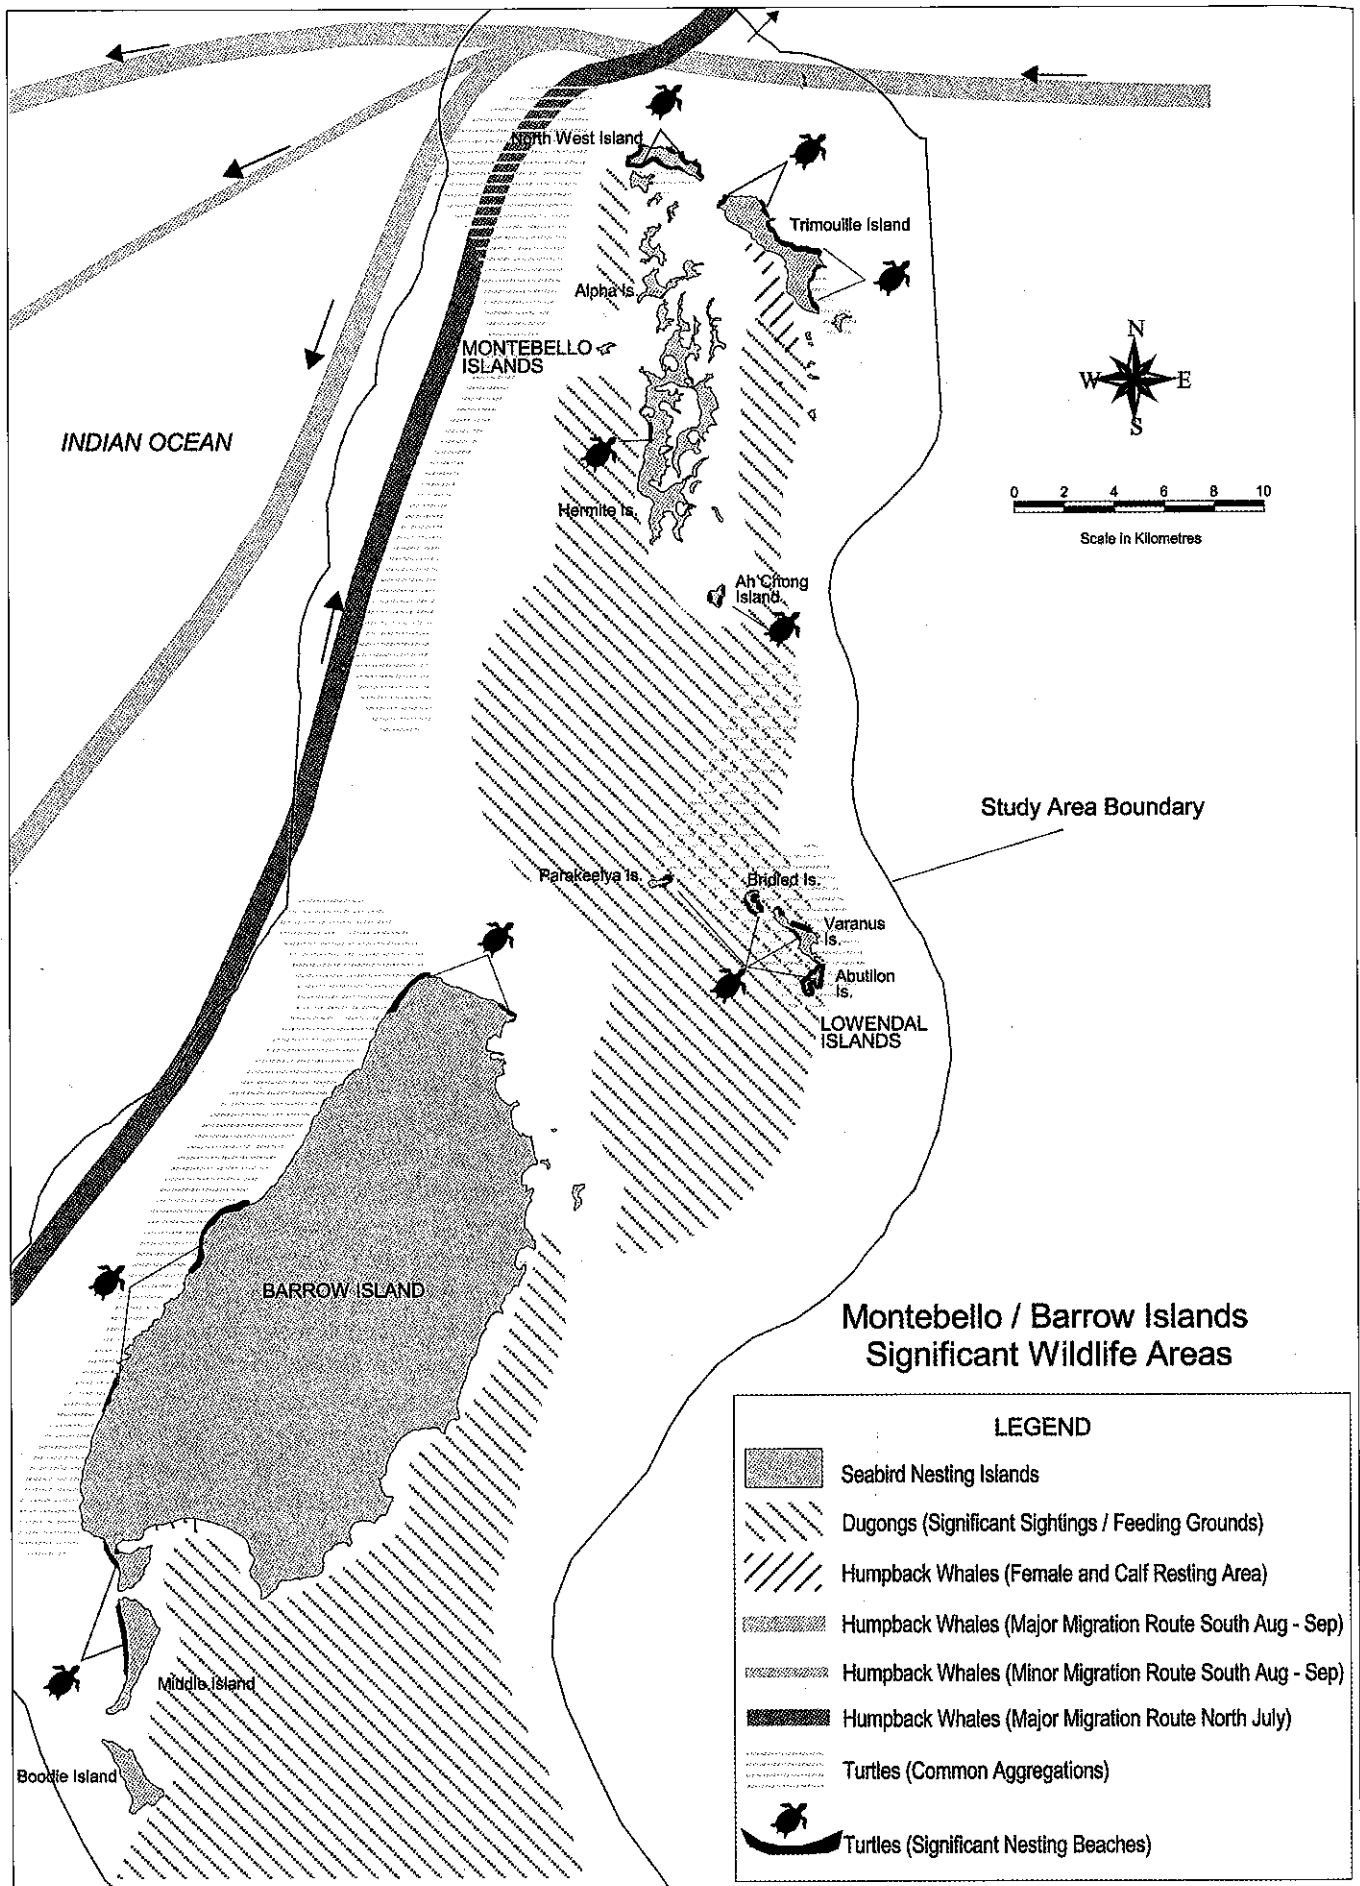 North West Island
Trimouille Island
Alpha Is.
MONTEBELLO
ISLANDS
INDIAN OCEAN
N
W
E
S
0 2 4 6 8 10
Scale in Kilometres
Hermite Is.
Ah Chong
Island
Study Area Boundary
Parakeelya Is.
Bridled Is.
Varanus
Is.
Abutilon
Is.
LOWENDAL
ISLANDS
BARROW ISLAND
Montebello / Barrow Islands
Significant Wildlife Areas
LEGEND
Seabird Nesting Islands
Dugongs (Significant Sightings / Feeding Grounds)
Humpback Whales (Female and Calf Resting Area)
Humpback Whales (Major Migration Route South Aug - Sep)
Humpback Whales (Minor Migration Route South Aug - Sep)
Humpback Whales (Major Migration Route North July)
Turtles (Common Aggregations)
Turtles (Significant Nesting Beaches)
Middle Island
Boodie Island